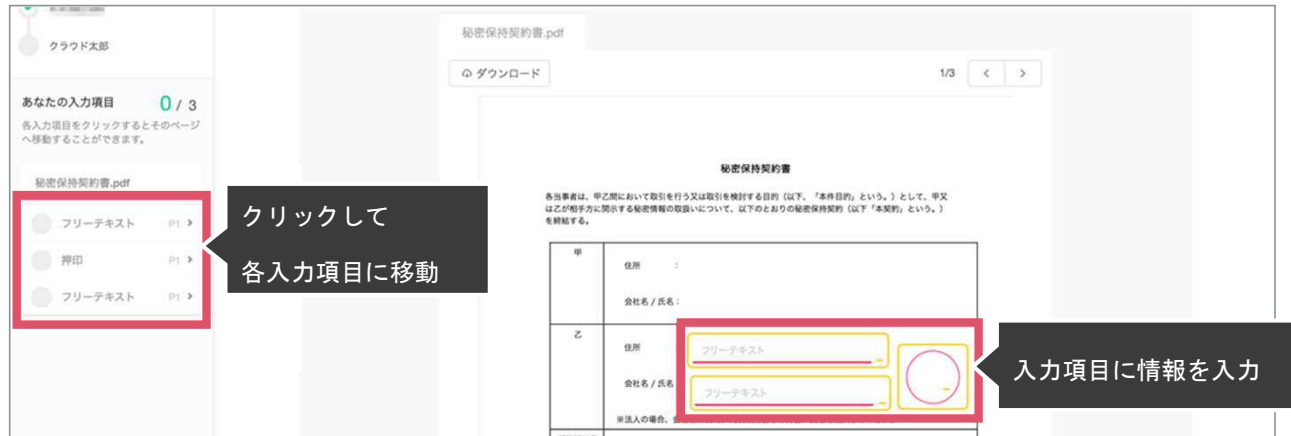 クラウド太郎
あなたの入力項目 0 / 3
各入力項目をクリックするとそのページ
へ移動することができます。
秘密保持契約書.pdf
フリーテキスト P1 >
押印 P1 >
フリーテキスト P1 >
クリックして
各入力項目に移動
秘密保持契約書.pdf
ダウンロード
1/3 < >
秘密保持契約書
各当事者は、甲乙間において取引を行う又は取引を検討する目的（以下、「本件目的」という。）として、甲又
は乙が相手方に開示する秘密情報の取扱いについて、以下のとおりの秘密保持契約（以下「本契約」という。）
を締結する。
甲
住所 :
会社名 / 氏名 :
乙
住所 フリーテキスト
会社名 / 氏名 フリーテキスト
※法人の場合、
入力項目に情報を入力